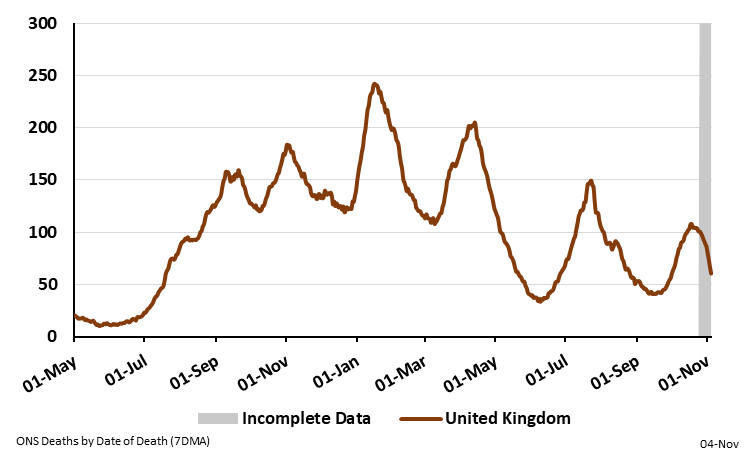 300
250
200
150
100
50
0
01-May 01-Jul 01-Sep 01-Nov 01-Jan 01-Mar 01-May 01-Jul 01-Sep 01-Nov
Incomplete Data United Kingdom
ONS Deaths by Date of Death (7DMA) 04-Nov